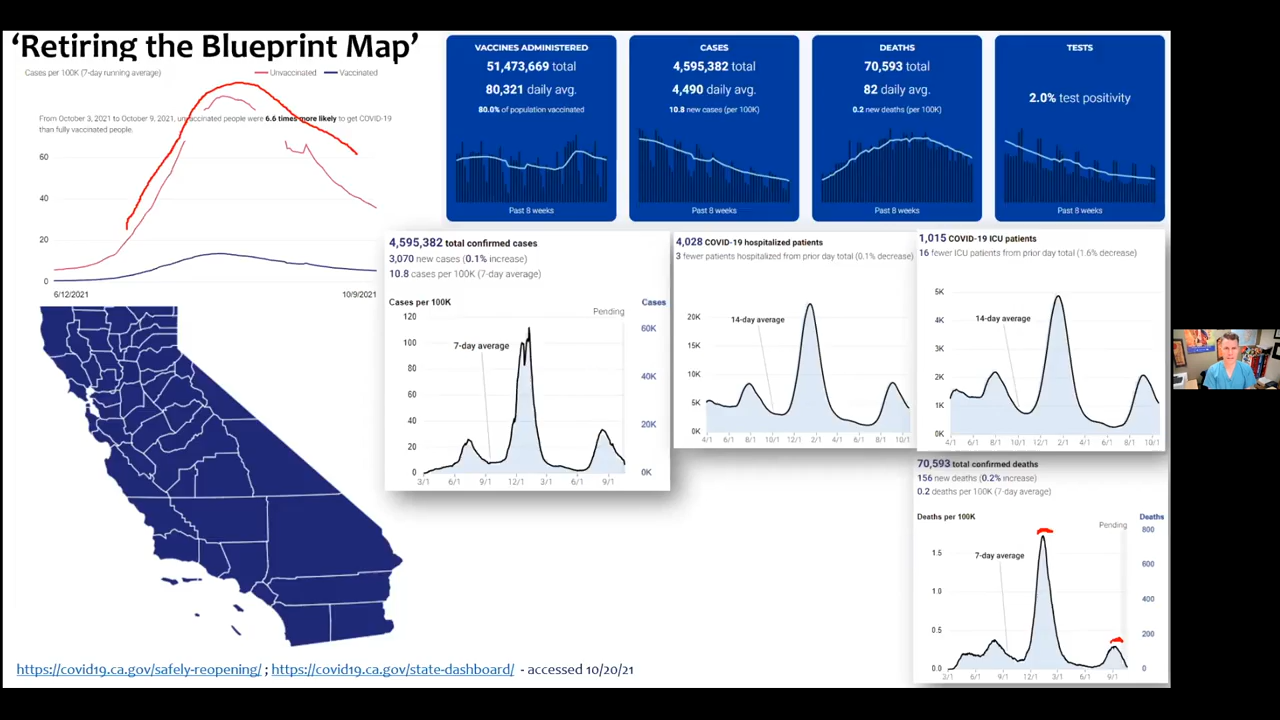 ‘Retiring the Blueprint Map’
Cases per 100K (7-day running average)
Unvaccinated
Vaccinated
From October 3, 2021 to October 9, 2021, unvaccinated people were 6.6 times more likely to get COVID-19
than fully vaccinated people.
60
40
20
0
6/12/2021
10/9/2021
VACCINES ADMINISTERED
51,473,669 total
80,321 daily avg.
80.0% of population vaccinated
Past 8 weeks
CASES
4,595,382 total
4,490 daily avg.
10.8 new cases (per 100K)
Past 8 weeks
DEATHS
70,593 total
82 daily avg.
0.2 new deaths (per 100K)
Past 8 weeks
TESTS
2.0% test positivity
Past 8 weeks
4,595,382 total confirmed cases
3,070 new cases (0.1% increase)
10.8 cases per 100K (7-day average)
Cases per 100K
Cases
Pending
120
100
80
60
40
20
0
7-day average
60K
40K
20K
0K
3/1 6/1 9/1 12/1 3/1 6/1 9/1
4,028 COVID-19 hospitalized patients
3 fewer patients hospitalized from prior day total (0.1% decrease)
14-day average
20K
15K
10K
5K
0K
4/1 6/1 8/1 10/1 12/1 2/1 4/1 6/1 8/1 10/1
1,015 COVID-19 ICU patients
16 fewer ICU patients from prior day total (1.6% decrease)
14-day average
5K
4K
3K
2K
1K
0K
4/1 6/1 8/1 10/1 12/1 2/1 4/1 6/1 8/1 10/1
70,593 total confirmed deaths
156 new deaths (0.2% increase)
0.2 deaths per 100K (7-day average)
Deaths per 100K
Deaths
Pending
7-day average
1.5
1.0
0.5
0.0
800
600
400
200
0
3/1 6/1 9/1 12/1 3/1 6/1 9/1
https://covid19.ca.gov/safely-reopening/ ; https://covid19.ca.gov/state-dashboard/ - accessed 10/20/21